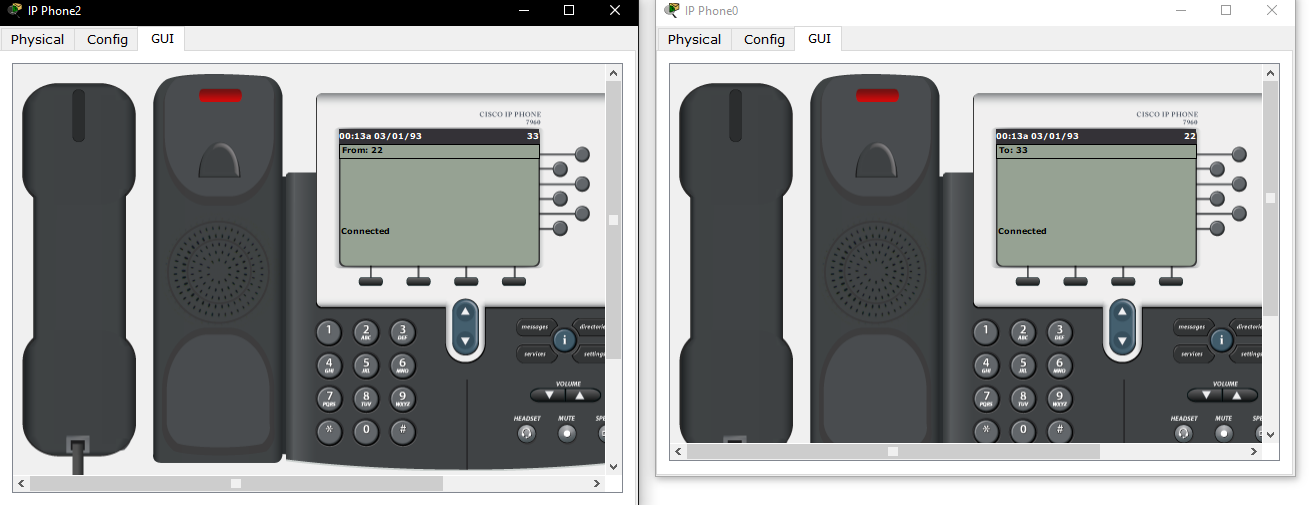 IP Phone2
Physical Config GUI
CISCO IP PHONE
7960
00:13a 03/01/93 33
From: 22
Connected
1 2 ABC 3 DEF
4 GHI 5 JKL 6 MNO
7 PQRS 8 TUV 9 WXYZ
* 0 #
messages directorie
i
services setting
VOLUME
HEADSET MUTE SPE
IP Phone0
Physical Config GUI
CISCO IP PHONE
7960
00:13a 03/01/93 22
To: 33
Connected
1 2 ABC 3 DEF
4 GHI 5 JKL 6 MNO
7 PQRS 8 TUV 9 WXYZ
* 0 #
messages directorie
i
services setting
VOLUME
HEADSET MUTE SPE